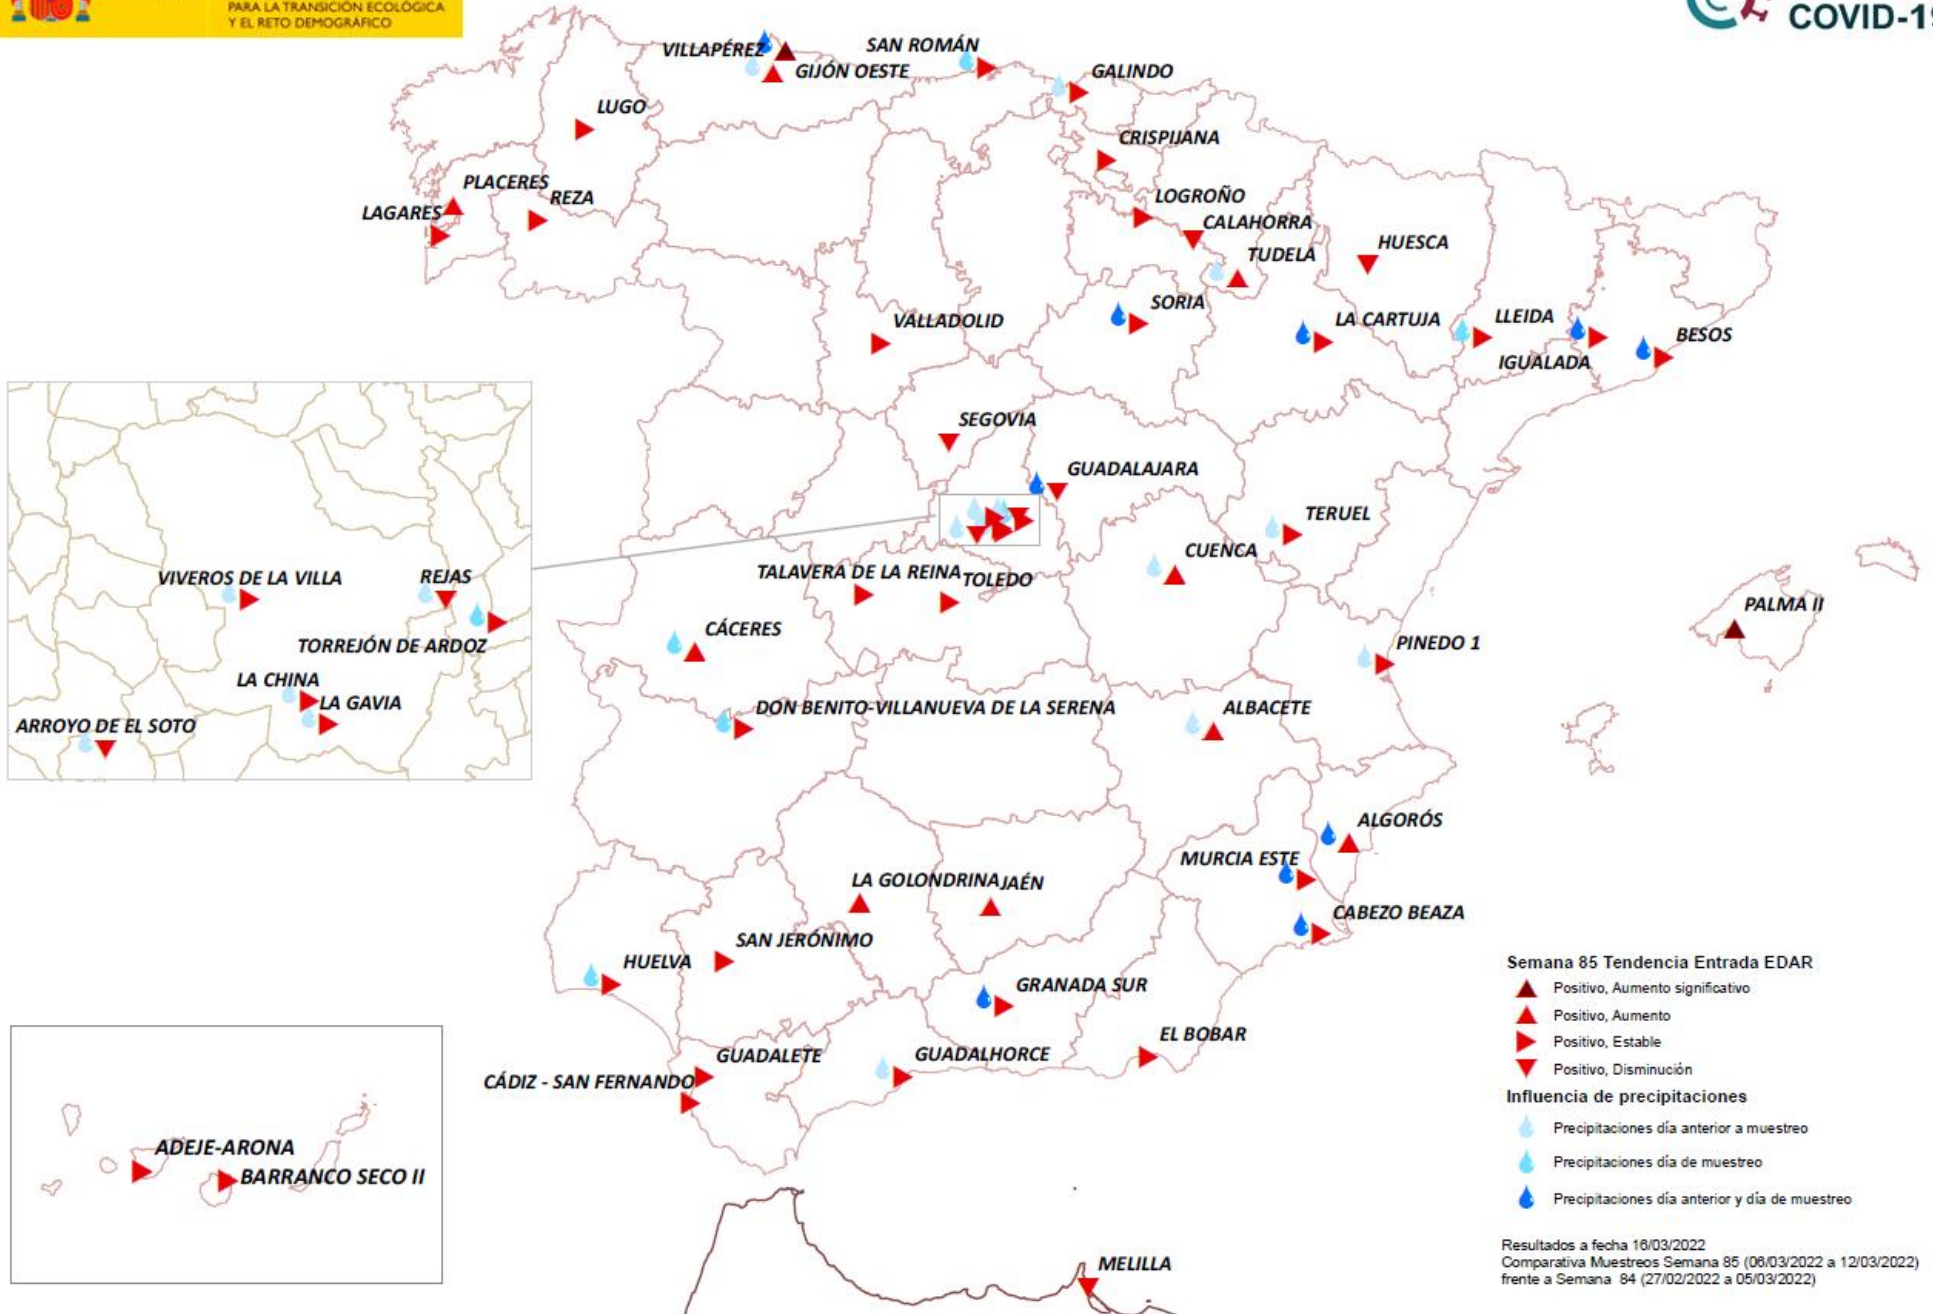 PARA LA TRANSICIÓN ECOLÓGICA
Y EL RETO DEMOGRÁFICO
COVID-19
VILLAPÉREZ
SAN ROMÁN
GIJÓN OESTE
GALINDO
LUGO
CRISPIJANA
PLACERES
REZA
LAGARES
LOGROÑO
CALAHORRA
TUDELA
HUESCA
SORIA
VALLADOLID
LA CARTUJA
LLEIDA
IGUALADA
BESOS
SEGOVIA
GUADALAJARA
TERUEL
CUENCA
TALAVERA DE LA REINA
TOLEDO
VIVEROS DE LA VILLA
REJAS
TORREJÓN DE ARDOZ
LA CHINA
LA GAVIA
ARROYO DE EL SOTO
CÁCERES
PALMA II
PINEDO 1
DON BENITO-VILLANUEVA DE LA SERENA
ALBACETE
ALGORÓS
MURCIA ESTE
LA GOLONDRINA
JAÉN
CABEZO BEAZA
SAN JERÓNIMO
HUELVA
GRANADA SUR
EL BOBAR
GUADALETE
GUADALHORCE
CÁDIZ - SAN FERNANDO
ADEJE-ARONA
BARRANCO SECO II
MELILLA
Semana 85 Tendencia Entrada EDAR
Positivo, Aumento significativo
Positivo, Aumento
Positivo, Estable
Positivo, Disminución
Influencia de precipitaciones
Precipitaciones día anterior a muestreo
Precipitaciones día de muestreo
Precipitaciones día anterior y día de muestreo
Resultados a fecha 16/03/2022
Comparativa Muestreos Semana 85 (06/03/2022 a 12/03/2022)
frente a Semana 84 (27/02/2022 a 05/03/2022)